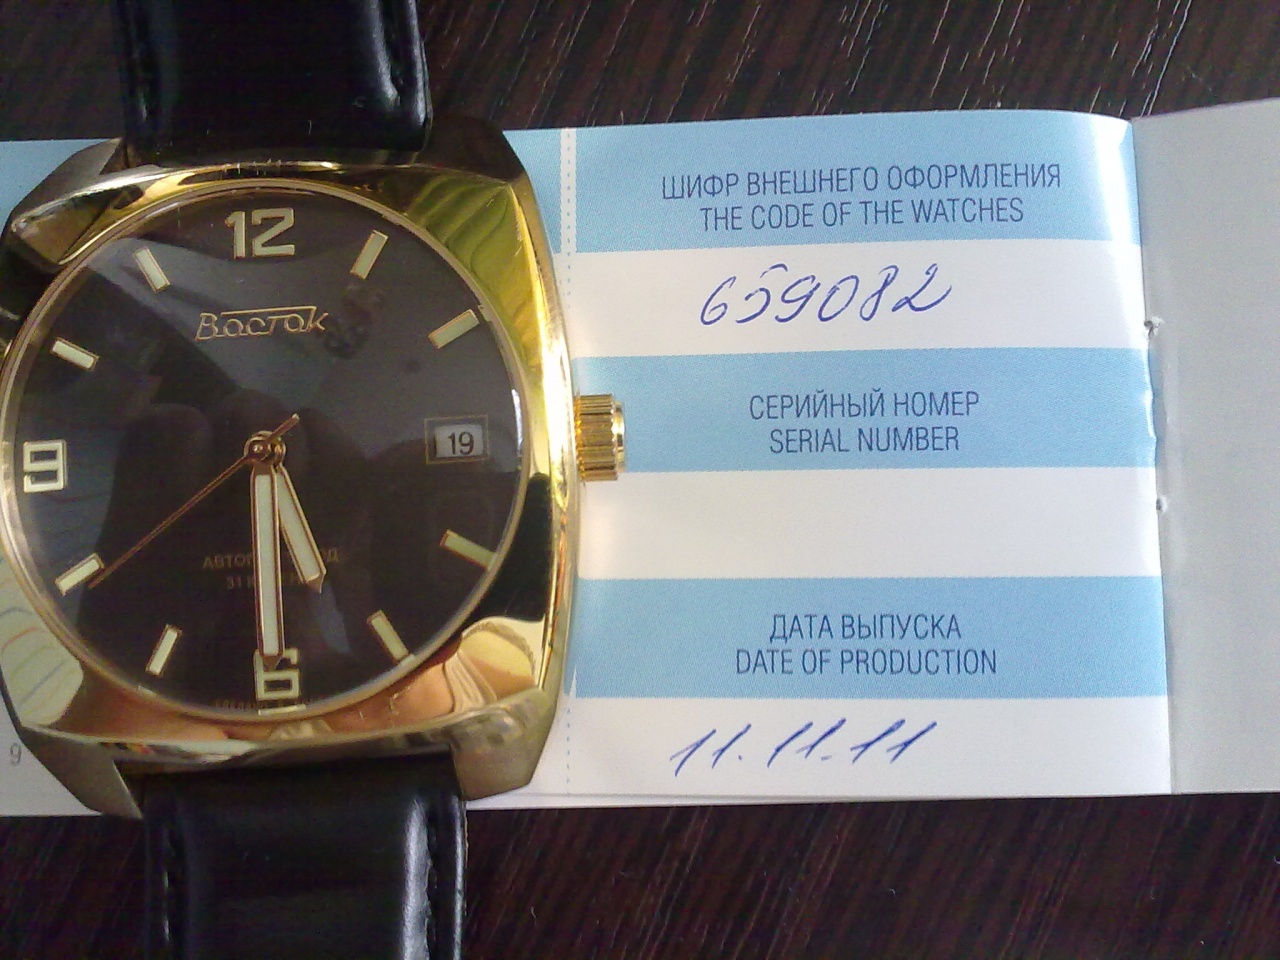 12
Восток
9
19
6
9
ШИФР ВНЕШНЕГО ОФОРМЛЕНИЯ
THE CODE OF THE WATCHES
659082
СЕРИЙНЫЙ НОМЕР
SERIAL NUMBER
ДАТА ВЫПУСКА
DATE OF PRODUCTION
11.11.11